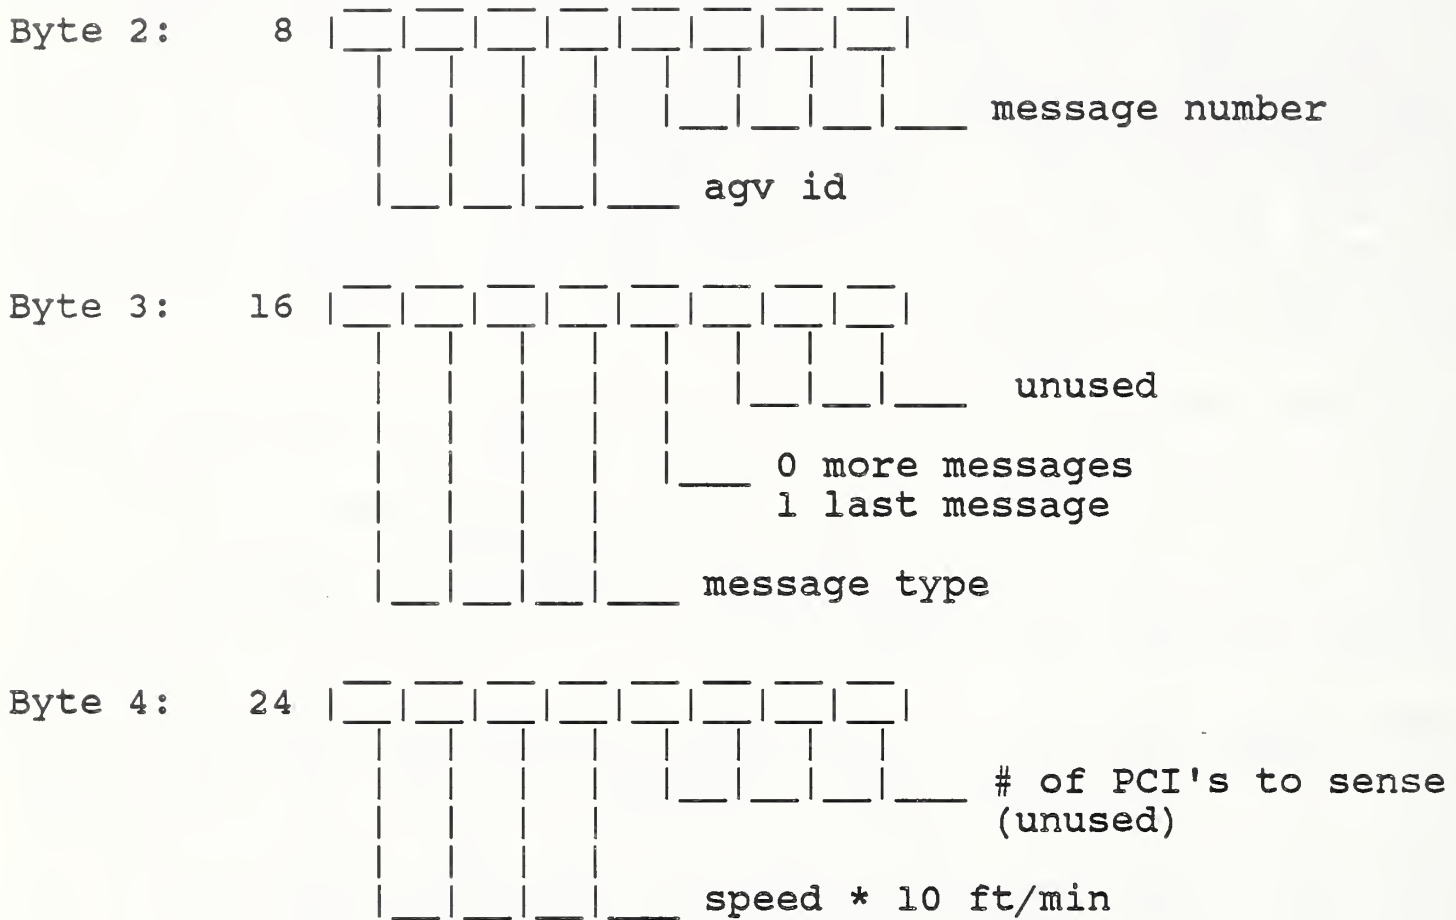 Byte 2: 8
message number
agv id
Byte 3: 16
unused
0 more messages
1 last message
message type
Byte 4: 24
# of PCI's to sense
(unused)
speed * 10 ft/min